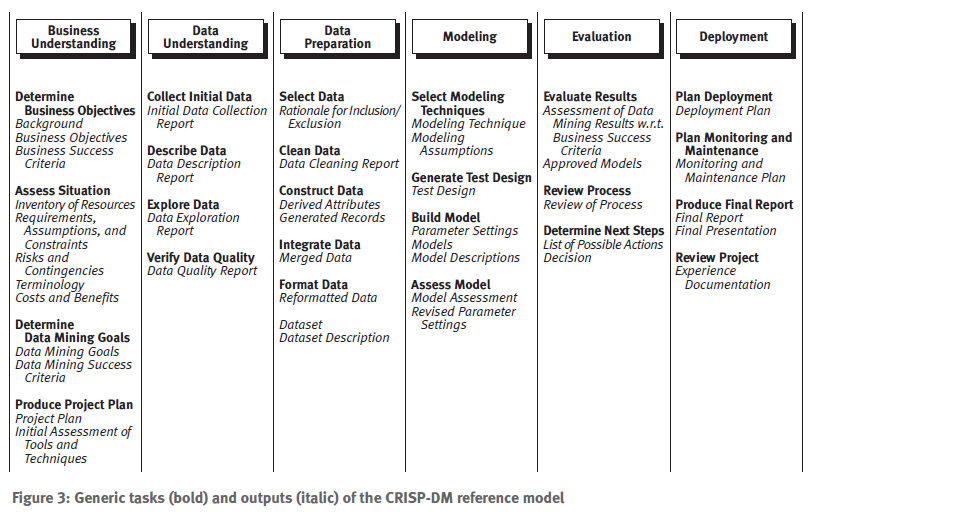 Business
Understanding
Data
Understanding
Data
Preparation
Modeling
Evaluation
Deployment
Determine
Business Objectives
Background
Business Objectives
Business Success
Criteria
Assess Situation
Inventory of Resources
Requirements,
Assumptions, and
Constraints
Risks and
Contingencies
Terminology
Costs and Benefits
Determine
Data Mining Goals
Data Mining Goals
Data Mining Success
Criteria
Produce Project Plan
Project Plan
Initial Assessment of
Tools and
Techniques
Collect Initial Data
Initial Data Collection
Report
Describe Data
Data Description
Report
Explore Data
Data Exploration
Report
Verify Data Quality
Data Quality Report
Select Data
Rationale for Inclusion/
Exclusion
Clean Data
Data Cleaning Report
Construct Data
Derived Attributes
Generated Records
Integrate Data
Merged Data
Format Data
Reformatted Data
Dataset
Dataset Description
Select Modeling
Techniques
Modeling Technique
Modeling
Assumptions
Generate Test Design
Test Design
Build Model
Parameter Settings
Models
Model Descriptions
Assess Model
Model Assessment
Revised Parameter
Settings
Evaluate Results
Assessment of Data
Mining Results w.r.t.
Business Success
Criteria
Approved Models
Review Process
Review of Process
Determine Next Steps
List of Possible Actions
Decision
Plan Deployment
Deployment Plan
Plan Monitoring and
Maintenance
Monitoring and
Maintenance Plan
Produce Final Report
Final Report
Final Presentation
Review Project
Experience
Documentation
Figure 3: Generic tasks (bold) and outputs (italic) of the CRISP-DM reference model